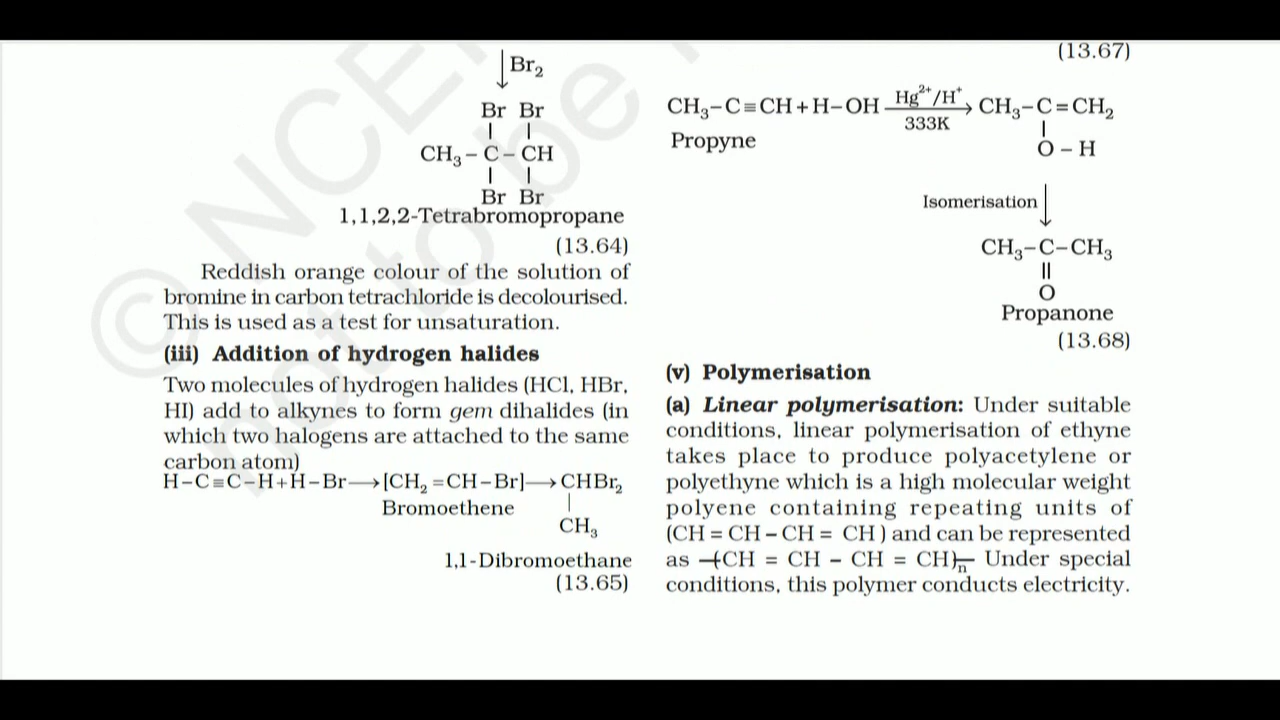 Br₂
Br Br
CH₃ – C – CH
Br Br
1,1,2,2-Tetrabromopropane
(13.64)
Reddish orange colour of the solution of
bromine in carbon tetrachloride is decolourised.
This is used as a test for unsaturation.
(iii) Addition of hydrogen halides
Two molecules of hydrogen halides (HCl, HBr,
HI) add to alkynes to form gem dihalides (in
which two halogens are attached to the same
carbon atom)
H–C≡C–H+H–Br⟶[CH₂ =CH–Br]⟶CHBr₂
Bromoethene
CH₃
1,1-Dibromoethane
(13.65)
(13.67)
CH₃–C≡CH+H–OH Hg²⁺/H⁺ → CH₃–C=CH₂
333K
Propyne
O – H
Isomerisation
CH₃–C–CH₃
O
Propanone
(13.68)
(v) Polymerisation
(a) Linear polymerisation: Under suitable
conditions, linear polymerisation of ethyne
takes place to produce polyacetylene or
polyethyne which is a high molecular weight
polyene containing repeating units of
(CH = CH – CH = CH ) and can be represented
as –(CH = CH – CH = CH)–n Under special
conditions, this polymer conducts electricity.
© NCE
not to be